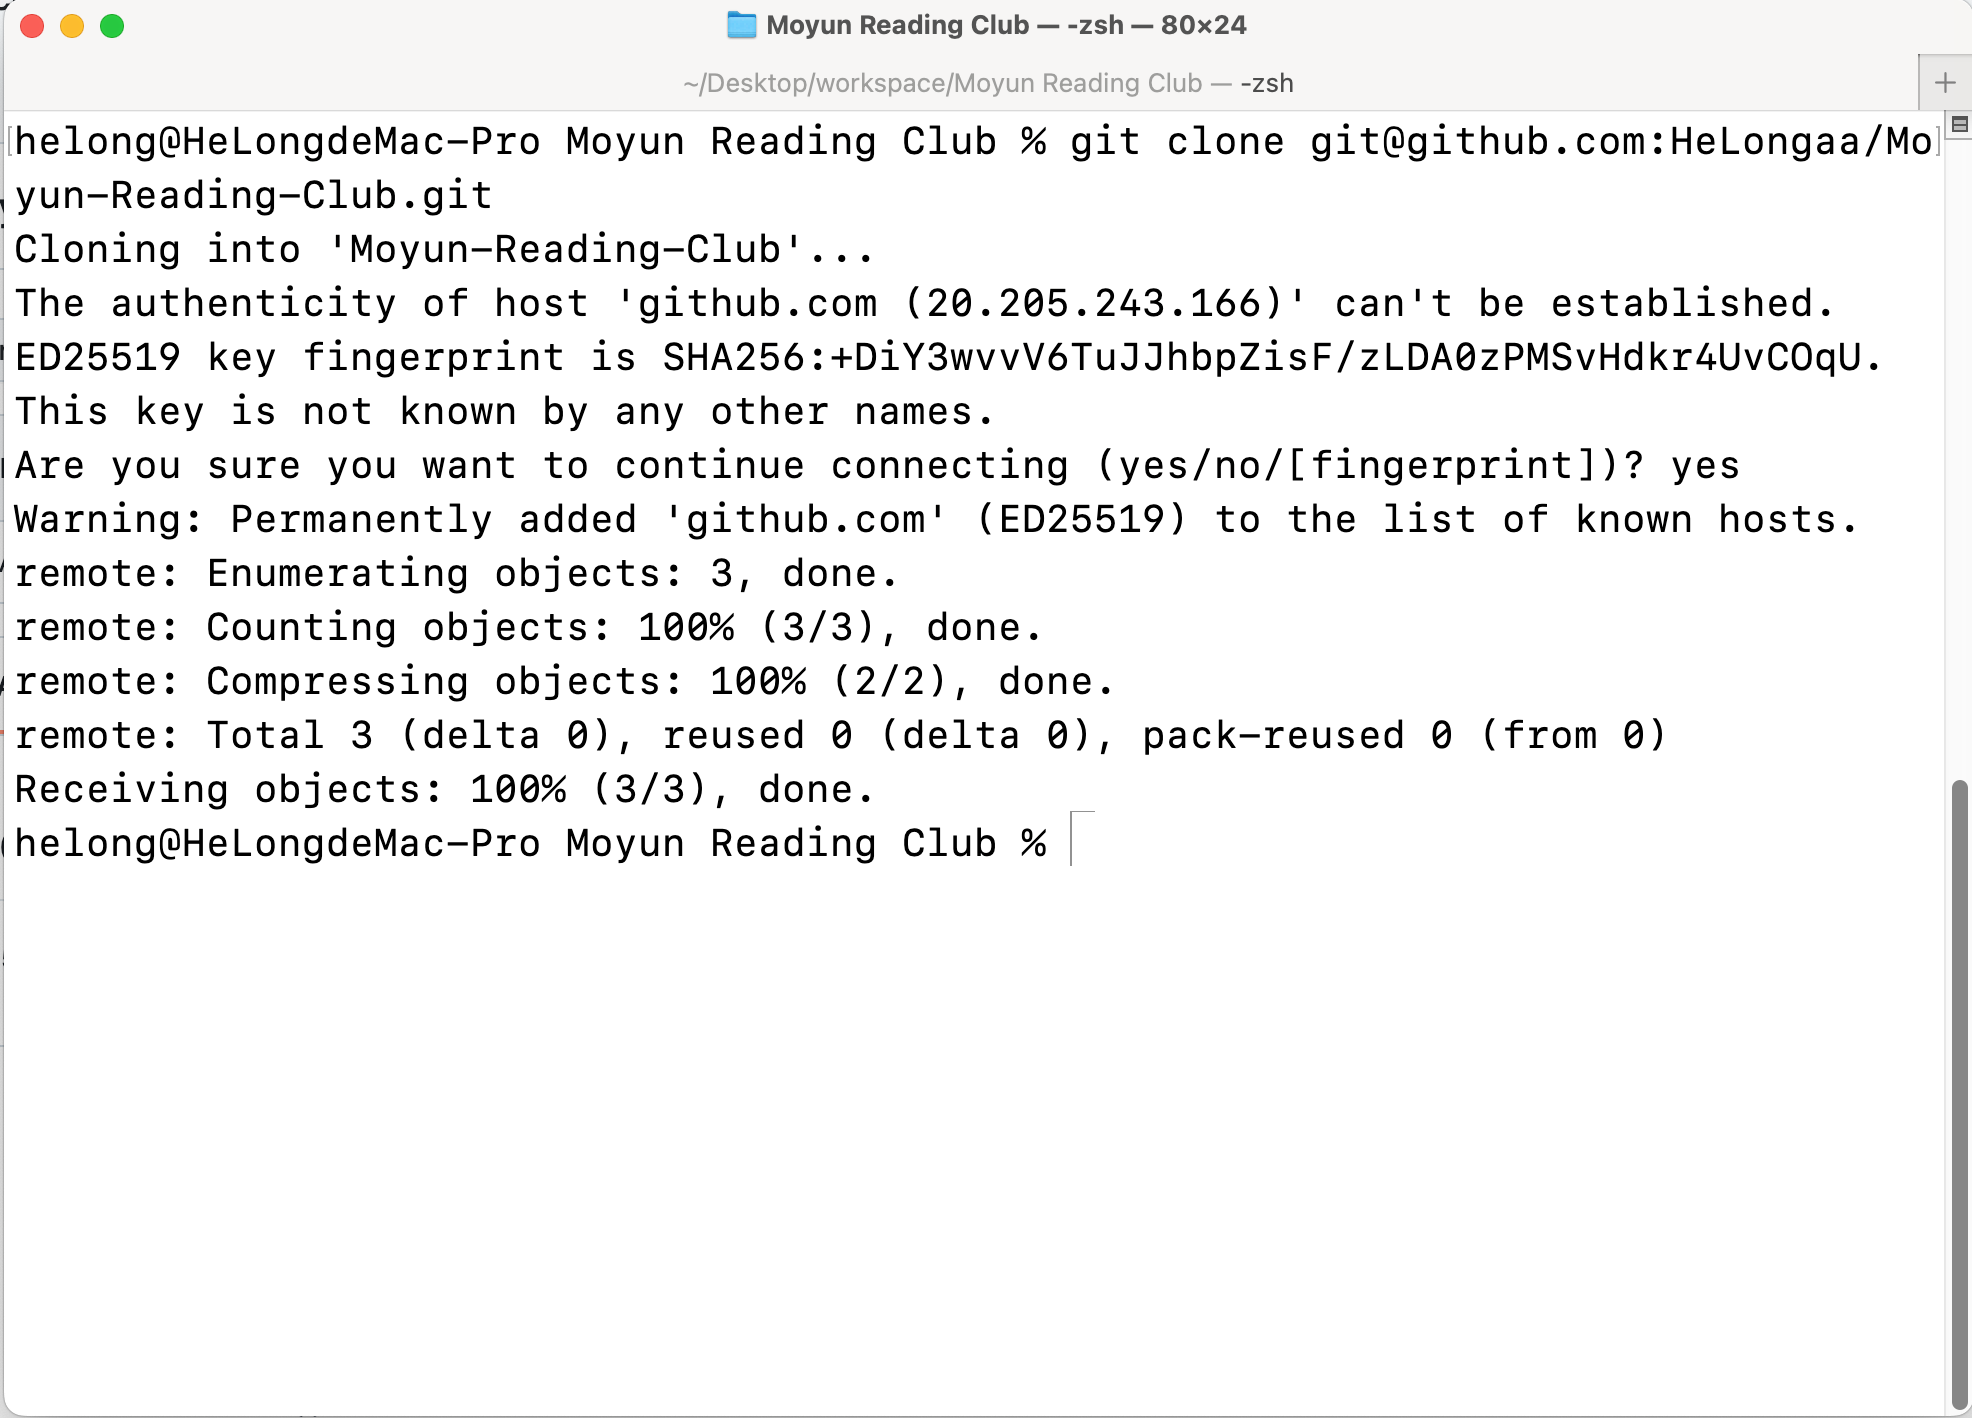 Moyun Reading Club — -zsh — 80×24
~/Desktop/workspace/Moyun Reading Club — -zsh
helong@HeLongdeMac-Pro Moyun Reading Club % git clone git@github.com:HeLongaa/Mo
yun-Reading-Club.git
Cloning into 'Moyun-Reading-Club'...
The authenticity of host 'github.com (20.205.243.166)' can't be established.
ED25519 key fingerprint is SHA256:+DiY3wvvV6TuJJhbpZisF/zLDA0zPMSvHdkr4UvCOqU.
This key is not known by any other names.
Are you sure you want to continue connecting (yes/no/[fingerprint])? yes
Warning: Permanently added 'github.com' (ED25519) to the list of known hosts.
remote: Enumerating objects: 3, done.
remote: Counting objects: 100% (3/3), done.
remote: Compressing objects: 100% (2/2), done.
remote: Total 3 (delta 0), reused 0 (delta 0), pack-reused 0 (from 0)
Receiving objects: 100% (3/3), done.
helong@HeLongdeMac-Pro Moyun Reading Club %